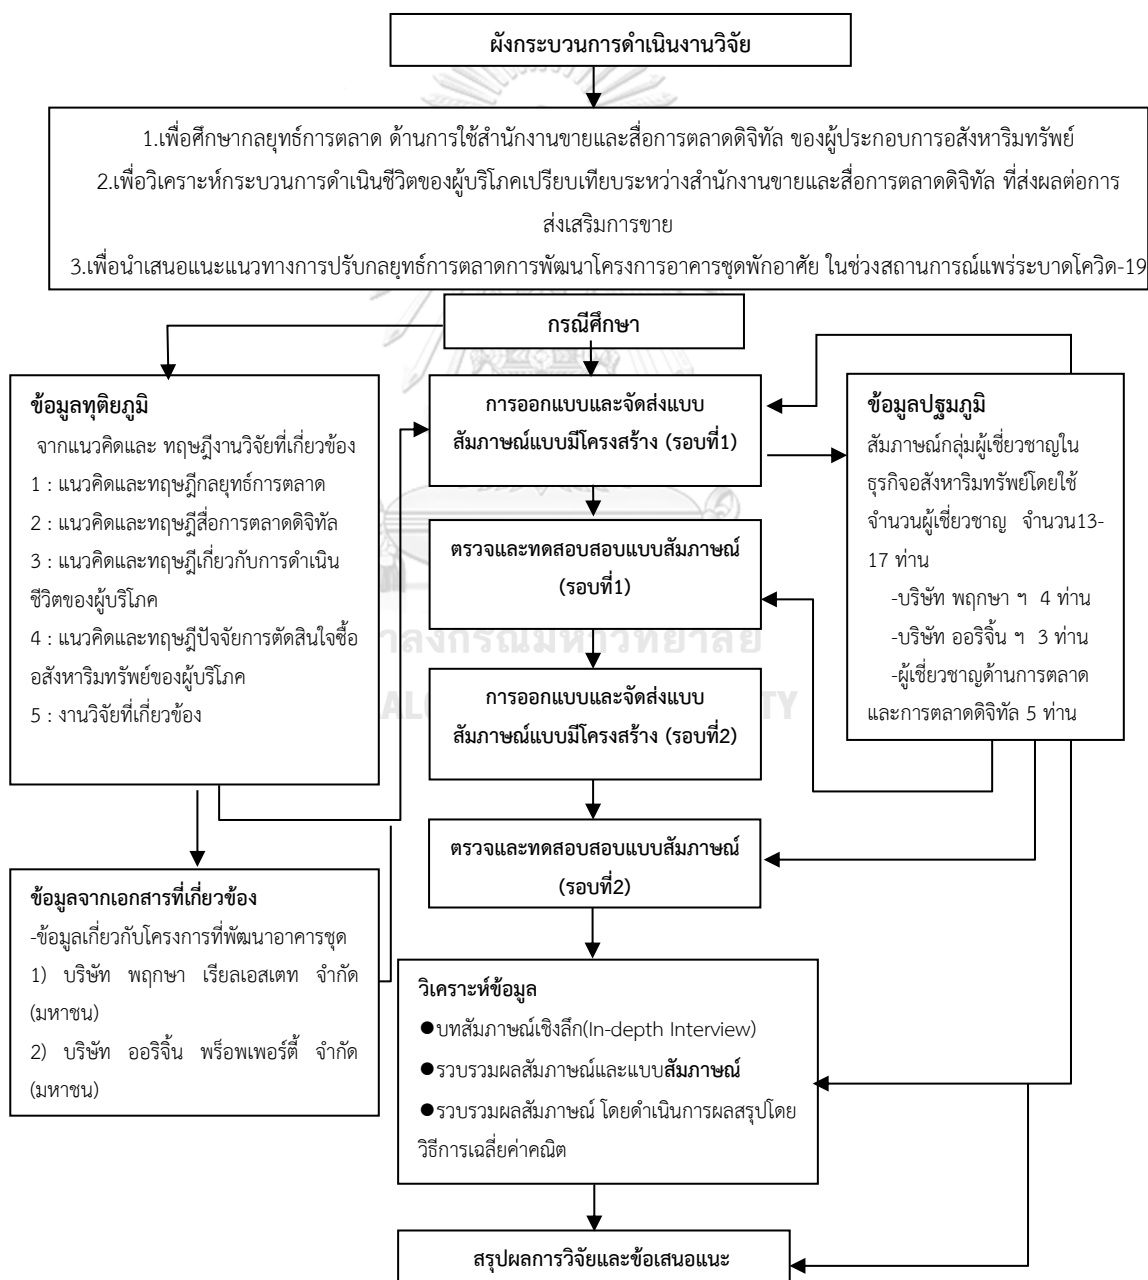 ผังกระบวนการดำเนินงานวิจัย
1.เพื่อศึกษากลยุทธ์การตลาด ด้านการใช้สำนักงานขายและสื่อการตลาดดิจิทัล ของผู้ประกอบการอสังหาริมทรัพย์
2.เพื่อวิเคราะห์กระบวนการดำเนินชีวิตของผู้บริโภคเปรียบเทียบระหว่างสำนักงานขายและสื่อการตลาดดิจิทัล ที่ส่งผลต่อการ
ส่งเสริมการขาย
3.เพื่อนำเสนอแนะแนวทางการปรับกลยุทธ์การตลาดการพัฒนาโครงการอาคารชุดพักอาศัย ในช่วงสถานการณ์แพร่ระบาดโควิด-19
กรณีศึกษา
ข้อมูลทุติยภูมิ
จากแนวคิดและ ทฤษฎีงานวิจัยที่เกี่ยวข้อง
1 : แนวคิดและทฤษฎีกลยุทธ์การตลาด
2 : แนวคิดและทฤษฎีสื่อการตลาดดิจิทัล
3 : แนวคิดและทฤษฎีเกี่ยวกับการดำเนิน
ชีวิตของผู้บริโภค
4 : แนวคิดและทฤษฎีปัจจัยการตัดสินใจซื้อ
อสังหาริมทรัพย์ของผู้บริโภค
5 : งานวิจัยที่เกี่ยวข้อง
การออกแบบและจัดส่งแบบ
สัมภาษณ์แบบมีโครงสร้าง (รอบที่1)
ตรวจและทดสอบสอบแบบสัมภาษณ์
(รอบที่1)
าลงกรณ์มหาวิทยาลัย
การออกแบบและจัดส่งแบบ
สัมภาษณ์แบบมีโครงสร้าง (รอบที่2)
ตรวจและทดสอบสอบแบบสัมภาษณ์
(รอบที่2)
ข้อมูลปฐมภูมิ
สัมภาษณ์กลุ่มผู้เชี่ยวชาญใน
ธุรกิจอสังหาริมทรัพย์โดยใช้
จำนวนผู้เชี่ยวชาญ จำนวน13-
17 ท่าน
-บริษัท พฤกษา ฯ 4 ท่าน
-บริษัท ออริจิ้น ฯ 3 ท่าน
-ผู้เชี่ยวชาญด้านการตลาด
และการตลาดดิจิทัล 5 ท่าน
ข้อมูลจากเอกสารที่เกี่ยวข้อง
-ข้อมูลเกี่ยวกับโครงการที่พัฒนาอาคารชุด
1) บริษัท พฤกษา เรียลเอสเตท จำกัด
(มหาชน)
2) บริษัท ออริจิ้น พร็อพเพอร์ตี้ จำกัด
(มหาชน)
วิเคราะห์ข้อมูล
●บทสัมภาษณ์เชิงลึก(In-depth Interview)
●รวบรวมผลสัมภาษณ์และแบบสัมภาษณ์
●รวบรวมผลสัมภาษณ์ โดยดำเนินการผลสรุปโดย
วิธีการเฉลี่ยค่าคณิต
สรุปผลการวิจัยและข้อเสนอแนะ